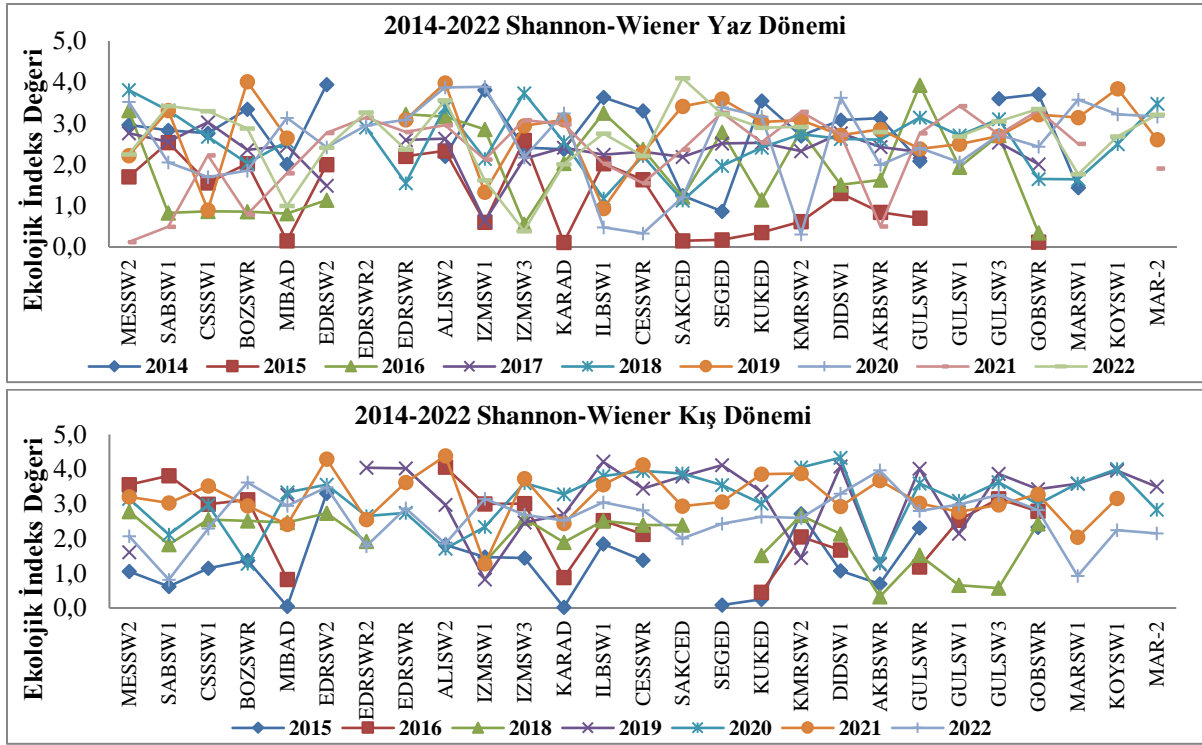 2014-2022 Shannon-Wiener Yaz Dönemi
Ekolojik İndeks Değeri
5,0
4,0
3,0
2,0
1,0
0,0
MESSW2
SABSW1
CSSSW1
BOZSWR
MIBAD
EDRSW2
EDRSWR2
EDRSWR
ALISW2
IZMSW1
IZMSW3
KARAD
ILBSW1
CESSWR
SAKCED
SEGED
KUKED
KMRSW2
DIDSW1
AKBSWR
GULSWR
GULSW1
GULSW3
GOBSWR
MARSW1
KOYSW1
MAR-2
2014 2015 2016 2017 2018 2019 2020 2021 2022
2014-2022 Shannon-Wiener Kış Dönemi
Ekolojik İndeks Değeri
5,0
4,0
3,0
2,0
1,0
0,0
MESSW2
SABSW1
CSSSW1
BOZSWR
MIBAD
EDRSW2
EDRSWR2
EDRSWR
ALISW2
IZMSW1
IZMSW3
KARAD
ILBSW1
CESSWR
SAKCED
SEGED
KUKED
KMRSW2
DIDSW1
AKBSWR
GULSWR
GULSW1
GULSW3
GOBSWR
MARSW1
KOYSW1
MAR-2
2015 2016 2018 2019 2020 2021 2022